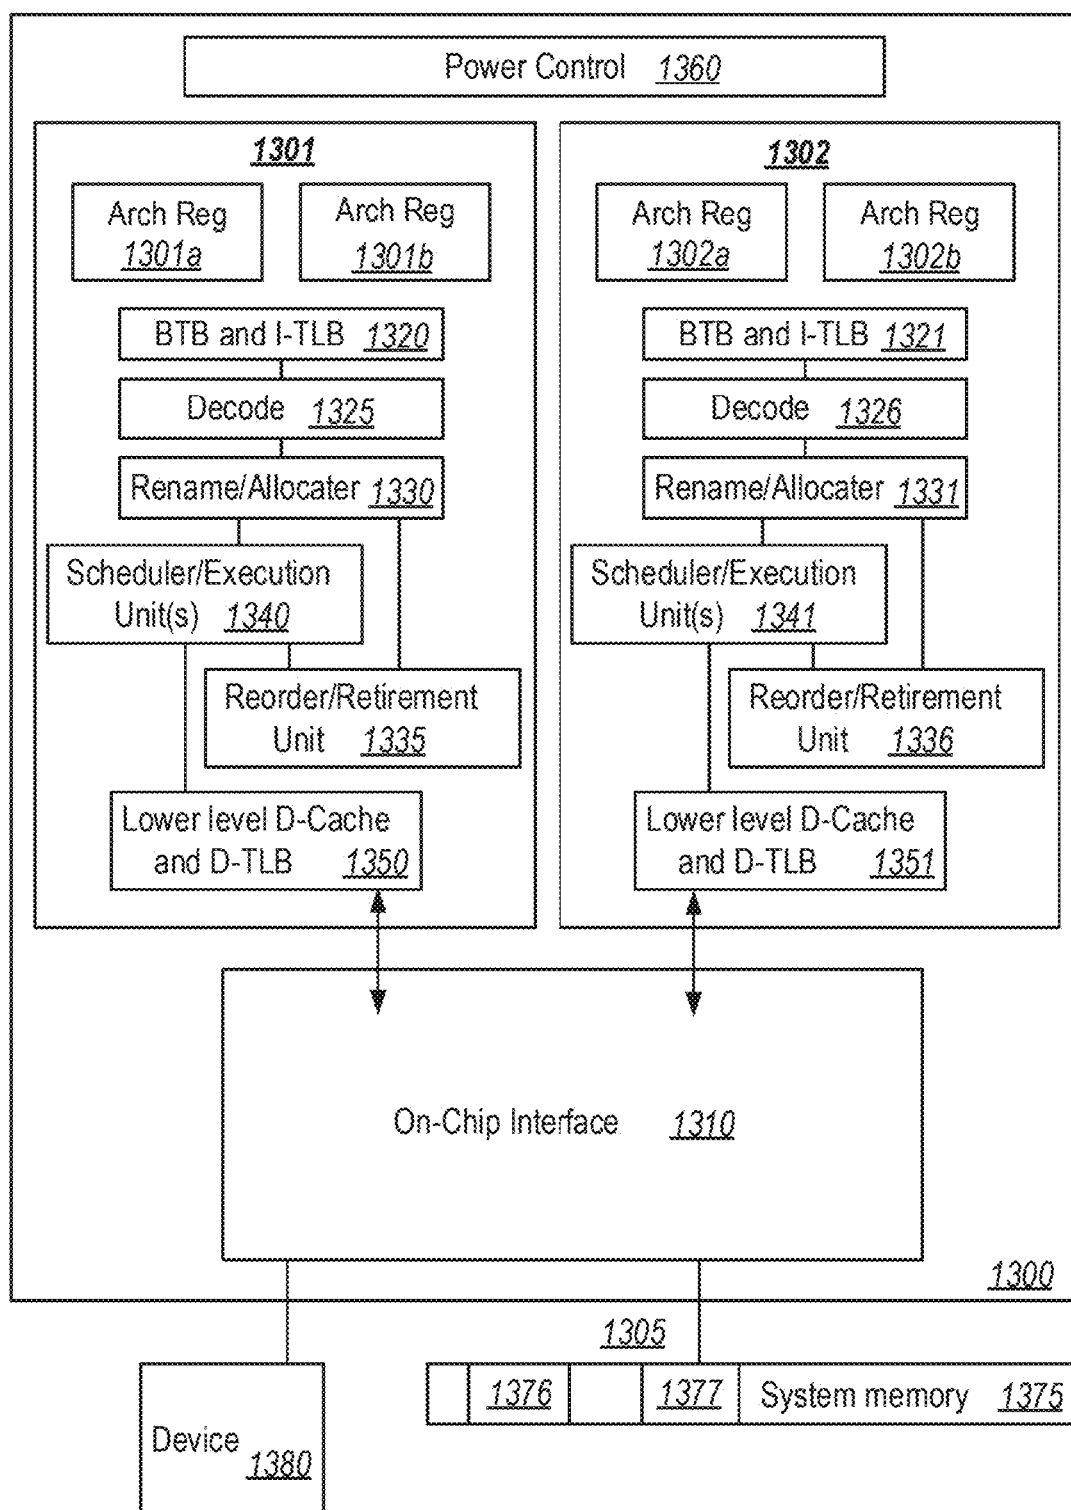 Power Control 1360
1301
Arch Reg
1301a
Arch Reg
1301b
BTB and I-TLB 1320
Decode 1325
Rename/Allocater 1330
Scheduler/Execution
Unit(s) 1340
Reorder/Retirement
Unit 1335
Lower level D-Cache
and D-TLB 1350
1302
Arch Reg
1302a
Arch Reg
1302b
BTB and I-TLB 1321
Decode 1326
Rename/Allocater 1331
Scheduler/Execution
Unit(s) 1341
Reorder/Retirement
Unit 1336
Lower level D-Cache
and D-TLB 1351
On-Chip Interface 1310
1300
1305
1376
1377
System memory 1375
Device 1380